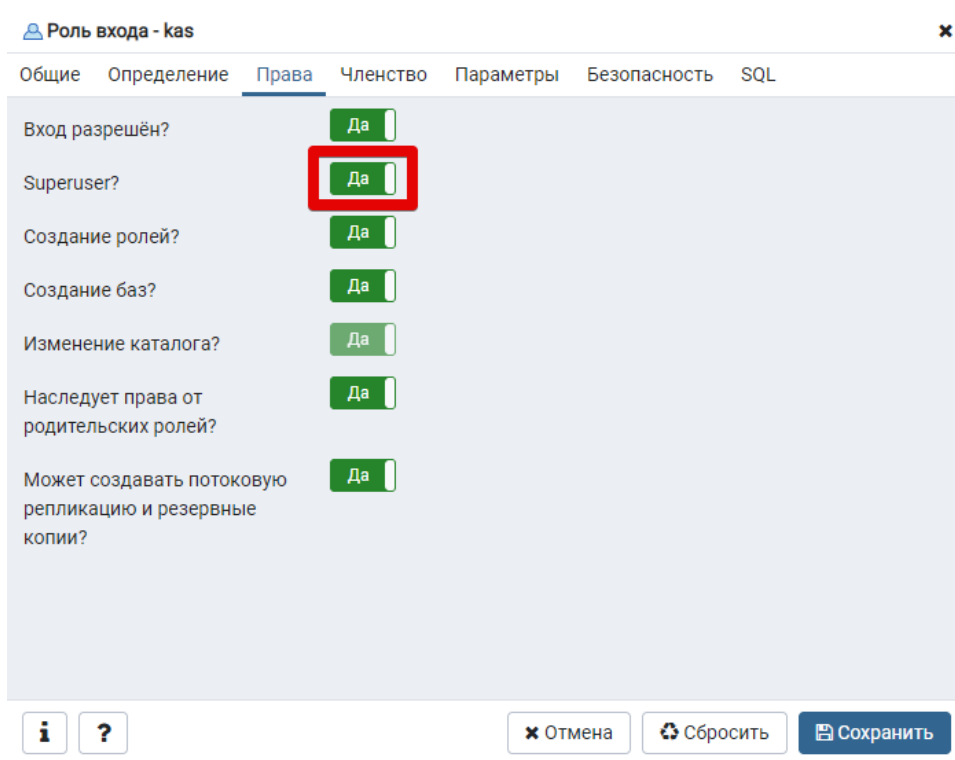 Роль входа - kas
Общие Определение Права Членство Параметры Безопасность SQL
Вход разрешён? Да
Superuser? Да
Создание ролей? Да
Создание баз? Да
Изменение каталога? Да
Наследует права от Да
родительских ролей?
Может создавать потоковую Да
репликацию и резервные
копии?
i ? Отмена Сбросить Сохранить